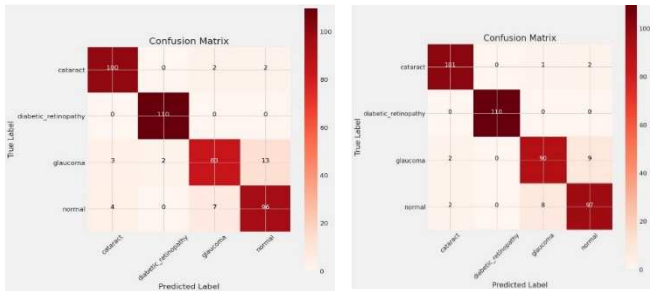 Confusion Matrix
cataract 100 0 2 2
diabetic_retinopathy 0 110 0 0
glaucoma 3 2 83 13
normal 4 0 7 96
True Label
cataract diabetic_retinopathy glaucoma normal
Predicted Label
100
80
60
40
20
0
Confusion Matrix
cataract 101 0 1 2
diabetic_retinopathy 0 110 0 0
glaucoma 2 0 90 9
normal 2 0 8 97
True Label
cataract diabetic_retinopathy glaucoma normal
Predicted Label
100
80
60
40
20
0